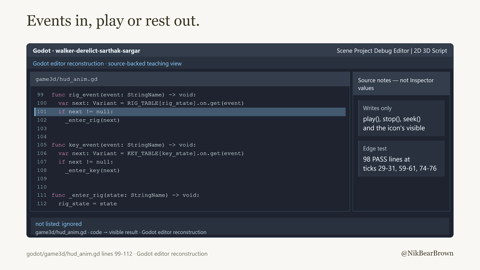 Events in, play or rest out.
Godot · walker-derelict-sarthak-sargar
Scene Project Debug Editor | 2D 3D Script
Godot editor reconstruction · source-backed teaching view
game3d/hud_anim.gd
99 func rig_event(event: StringName) -> void:
100 var next: Variant = RIG_TABLE[rig_state].on.get(event)
101 if next != null:
102 _enter_rig(next)
103
104
105 func key_event(event: StringName) -> void:
106 var next: Variant = KEY_TABLE[key_state].on.get(event)
107 if next != null:
108 _enter_key(next)
109
110
111 func _enter_rig(state: StringName) -> void:
112 rig_state = state
Source notes — not Inspector
values
Writes only
play(), stop(), seek()
and the icon's visible
Edge test
98 PASS lines at
ticks 29-31, 59-61, 74-76
not listed: ignored
game3d/hud_anim.gd · code → visible result · Godot editor reconstruction
godot/game3d/hud_anim.gd lines 99-112 · Godot editor reconstruction
@NikBearBrown